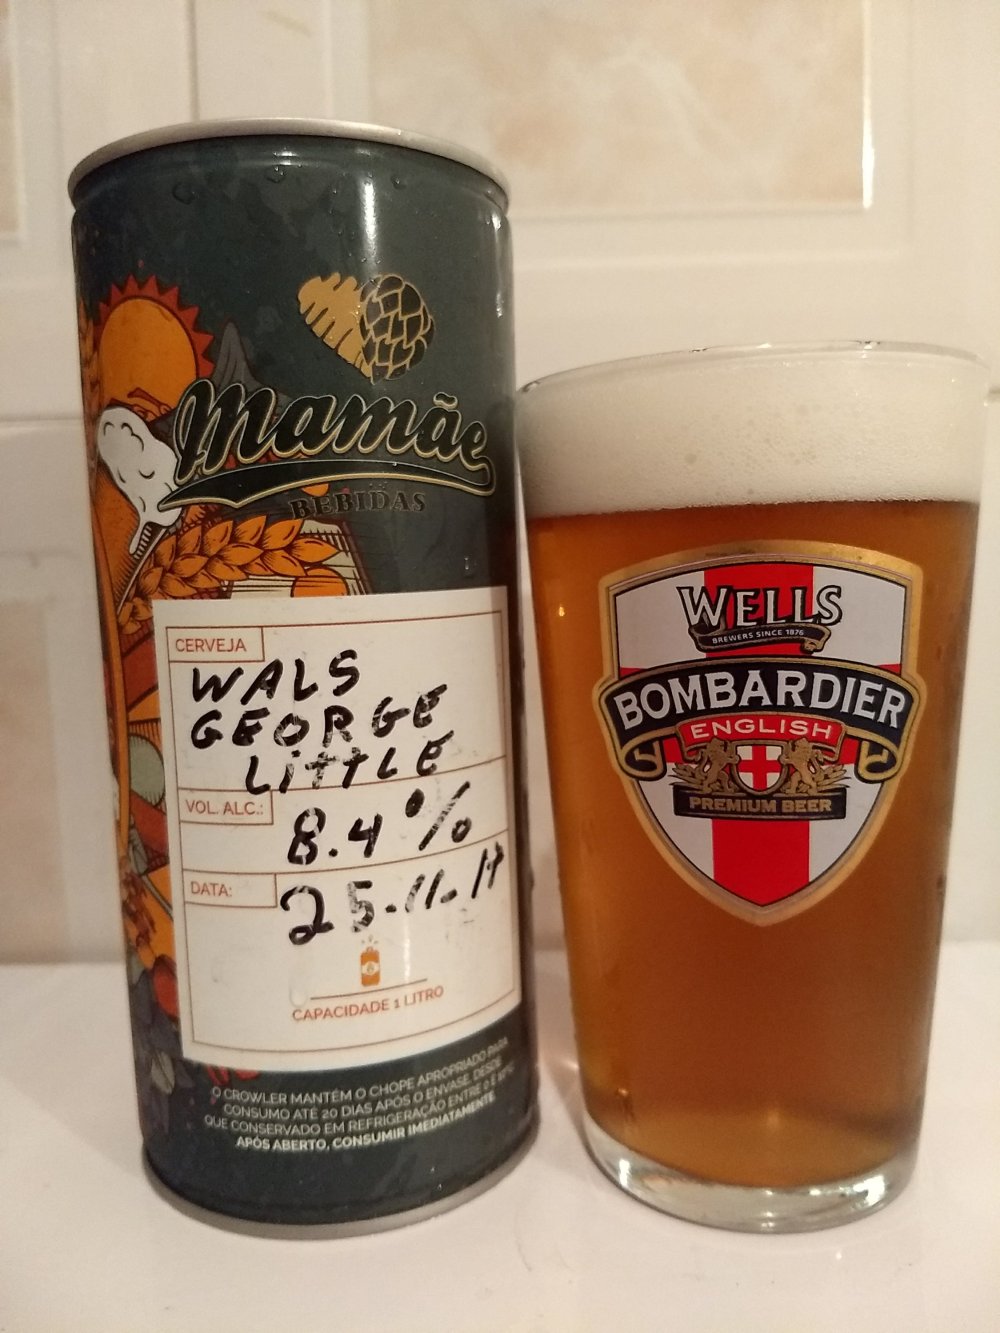 Mamãe
BEBIDAS
CERVEJA
WALS
GEORGE
LiTTLE
VOL. ALC.:
8.4%
DATA:
25.11.17
CAPACIDADE 1 LITRO
O CROWLER MANTÉM O CHOPE APROPRIADO PARA
CONSUMO ATÉ 20 DIAS APÓS O ENVASE, DESDE
QUE CONSERVADO EM REFRIGERAÇÃO ENTRE 0 E
APÓS ABERTO, CONSUMIR IMEDIATAMENTE
WELLS
BREWERS SINCE 1876
BOMBARDIER
ENGLISH
PREMIUM BEER